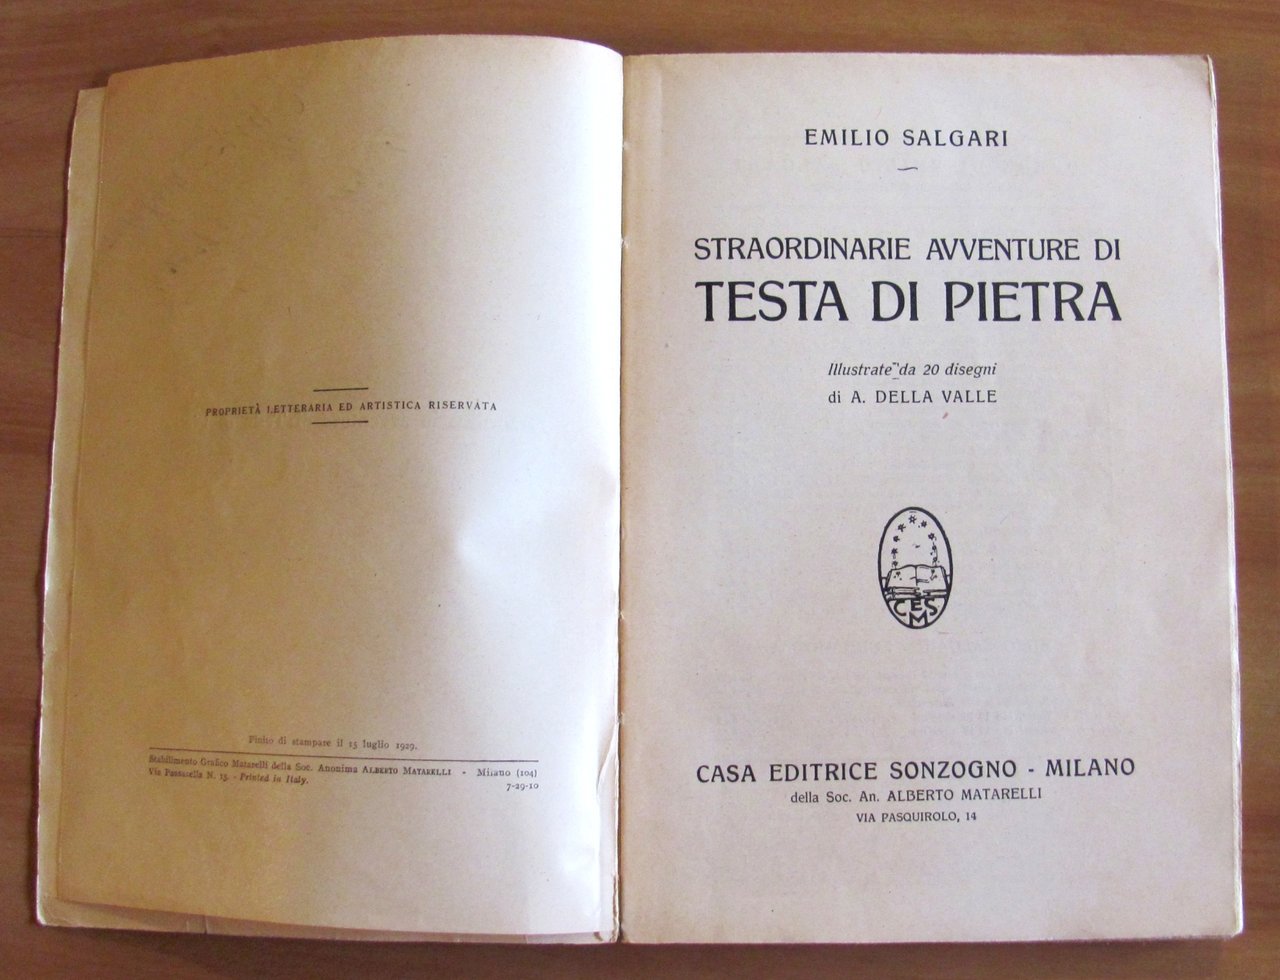 PROPRIETÀ LETTERARIA ED ARTISTICA RISERVATA
Finito di stampare il 15 luglio 1929.
Stabilimento Grafico Matarelli della Soc. Anonima ALBERTO MATARELLI - Milano (104)
Via Passarella N. 15. - Printed in Italy.
7-29-10
EMILIO SALGARI
STRAORDINARIE AVVENTURE DI
TESTA DI PIETRA
Illustrate da 20 disegni
di A. DELLA VALLE
CESM
CASA EDITRICE SONZOGNO - MILANO
della Soc. An. ALBERTO MATARELLI
VIA PASQUIROLO, 14